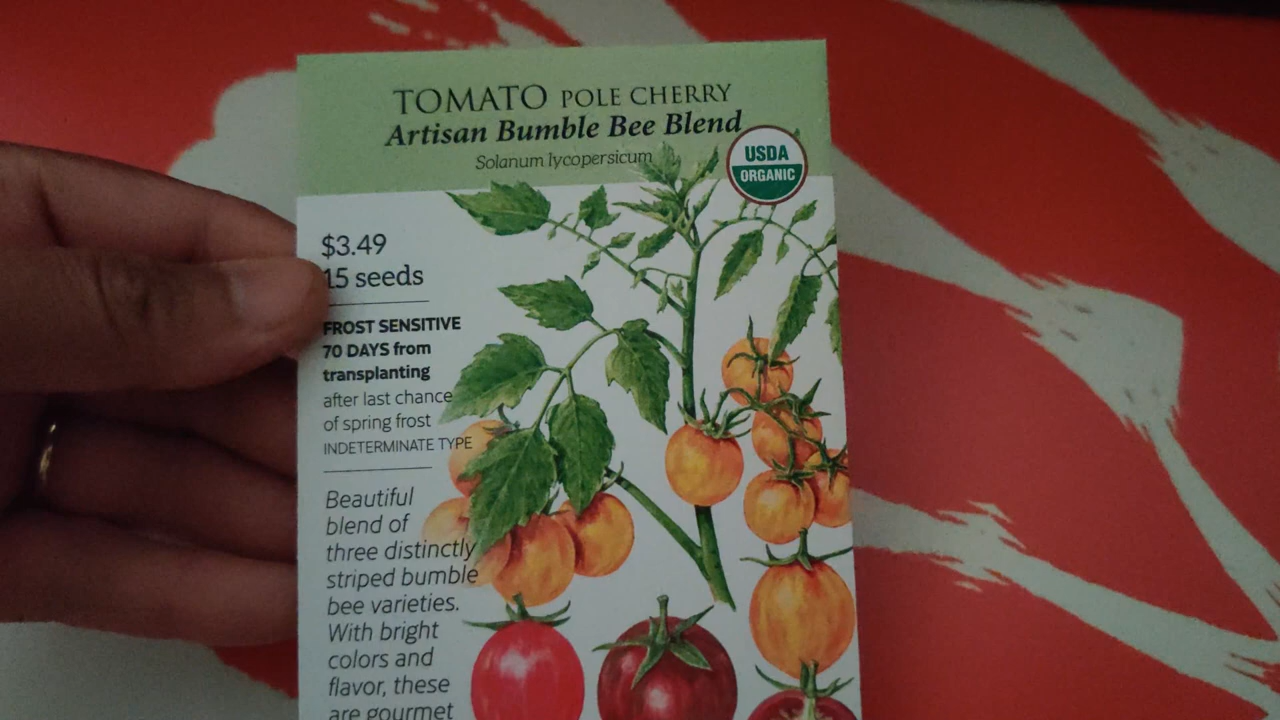 TOMATO POLE CHERRY
Artisan Bumble Bee Blend
Solanum lycopersicum
USDA
ORGANIC
$3.49
15 seeds
FROST SENSITIVE
70 DAYS from
transplanting
after last chance
of spring frost
INDETERMINATE TYPE
Beautiful
blend of
three distinctly
striped bumble
bee varieties.
With bright
colors and
flavor, these
are gourmet